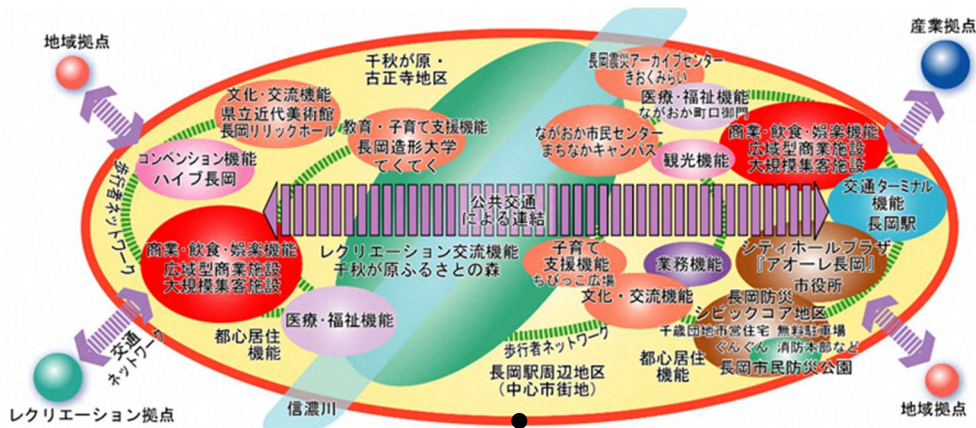 地域拠点
産業拠点
千秋が原・
古正寺地区
長岡震災アーカイブセンター
きおくみらい
文化・交流機能
県立近代美術館
長岡リリックホール
医療・福祉機能
ながおか町口御門
教育・子育て支援機能
長岡造形大学
てくてく
ながおか市民センター
まちなかキャンパス
商業・飲食・娯楽機能
広域型商業施設
大規模集客施設
コンベンション機能
ハイブ長岡
観光機能
歩行者ネットワーク
公共交通
による連結
交通ターミナル
機能
長岡駅
商業・飲食・娯楽機能
広域型商業施設
大規模集客施設
レクリエーション交流機能
千秋が原ふるさとの森
子育て
支援機能
ちびっこ広場
業務機能
シティホールプラザ
『アオーレ長岡』
市役所
医療・福祉機能
文化・交流機能
長岡防災
シビックコア地区
千歳団地市営住宅 無料駐車場
ぐんぐん 消防本部など
長岡市民防災公園
都心居住
機能
歩行者ネットワーク
都心居住
機能
交通
ネットワーク
長岡駅周辺地区
(中心市街地)
レクリエーション拠点
信濃川
地域拠点